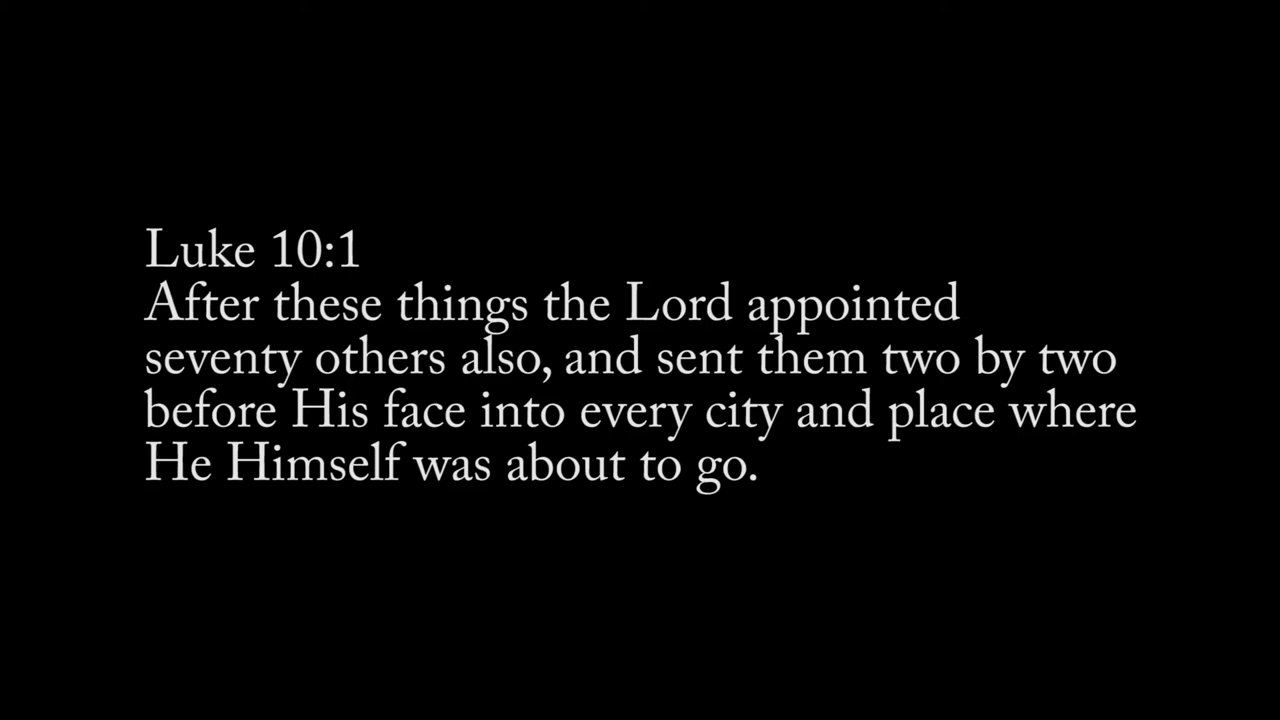 Luke 10:1
After these things the Lord appointed
seventy others also, and sent them two by two
before His face into every city and place where
He Himself was about to go.